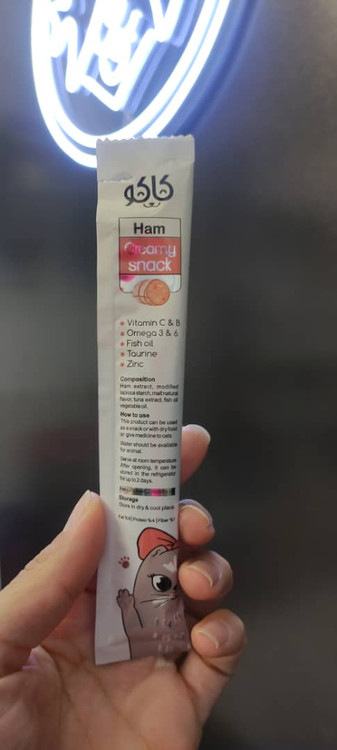 کاکو
Ham
Creamy
snack
Vitamin C & B
Omega 3 & 6
Fish oil
Taurine
Zinc
Composition
Ham extract, modified
tapioca starch, malt natural
flavor, tuna extract, fish oil
vegetable oil.
How to use
This product can be used
as a snack or with dry food
or give medicine to cats.
Water should be available
for animal.
Serve at room temperature
After opening, it can be
stored in the refrigerator
for up to 2 days.
Storage
Store in dry & cool places